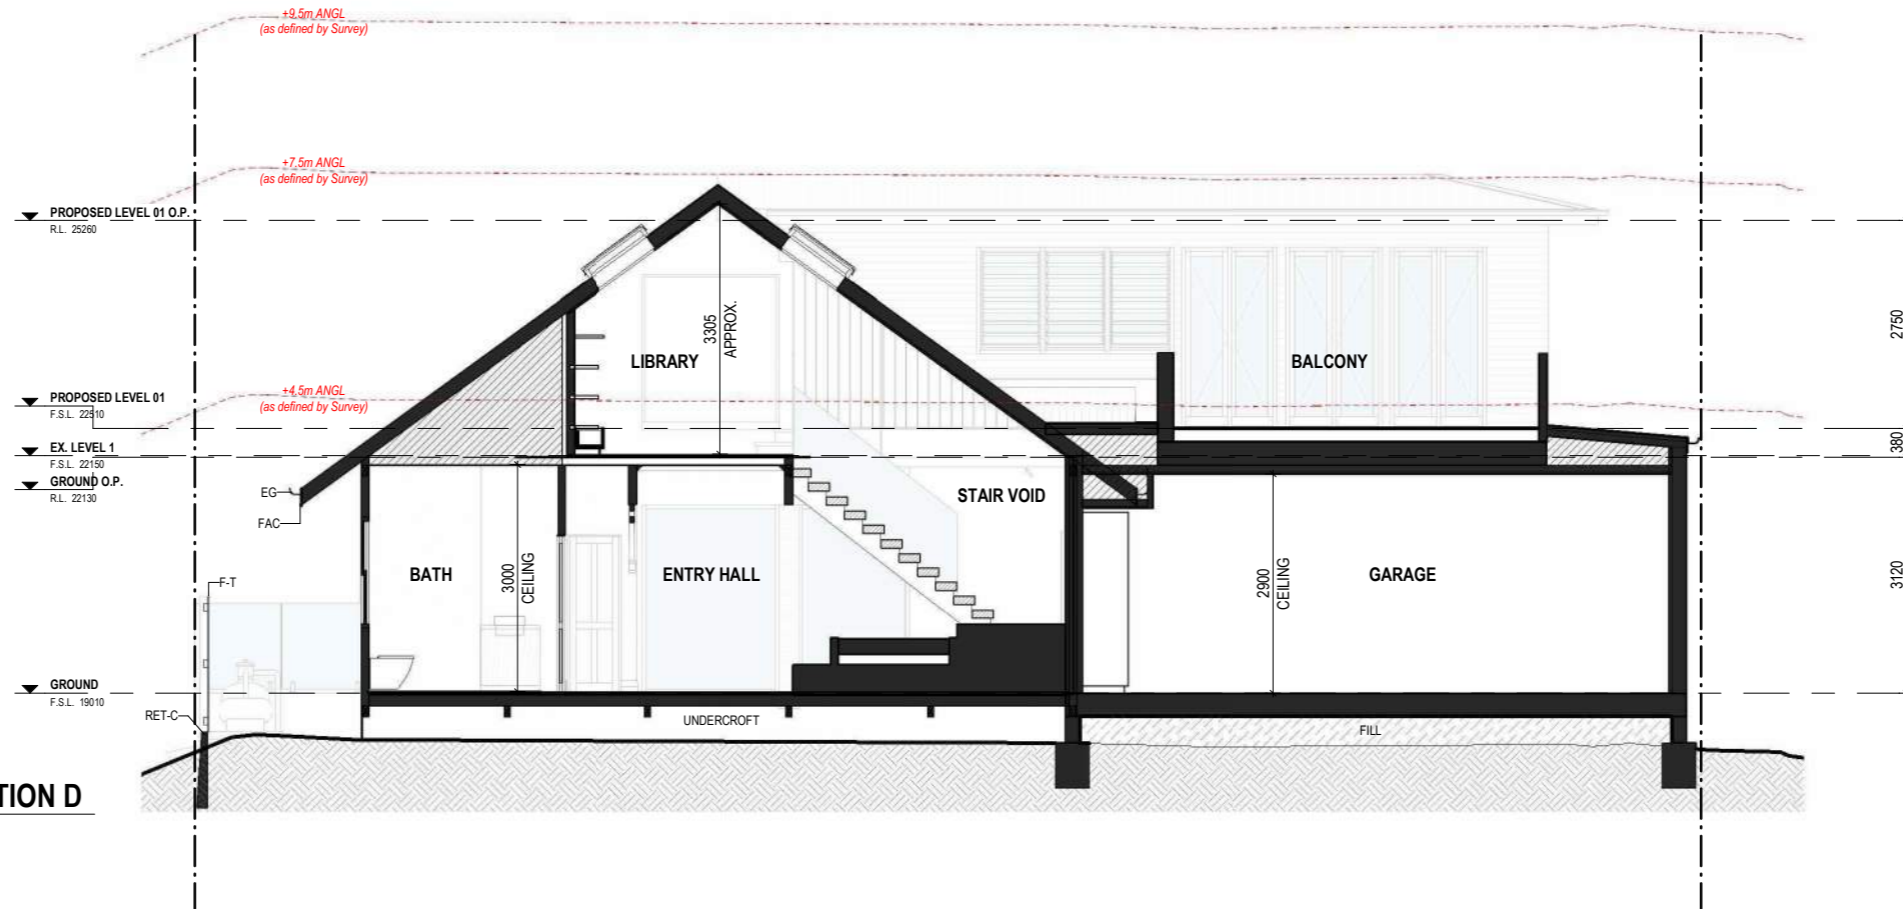 +9.5m ANGL
(as defined by Survey)
+7.5m ANGL
(as defined by Survey)
PROPOSED LEVEL 01 O.P.
R.L. 25260
2750
3305
APPROX.
LIBRARY
BALCONY
+4.5m ANGL
(as defined by Survey)
PROPOSED LEVEL 01
F.S.L. 22510
EX. LEVEL 1
F.S.L. 22150
380
GROUND O.P.
R.L. 22130
EG
FAC
STAIR VOID
F-T
BATH
3000
CEILING
ENTRY HALL
2900
CEILING
GARAGE
3120
GROUND
F.S.L. 19010
RET-C
UNDERCROFT
FILL
TION D